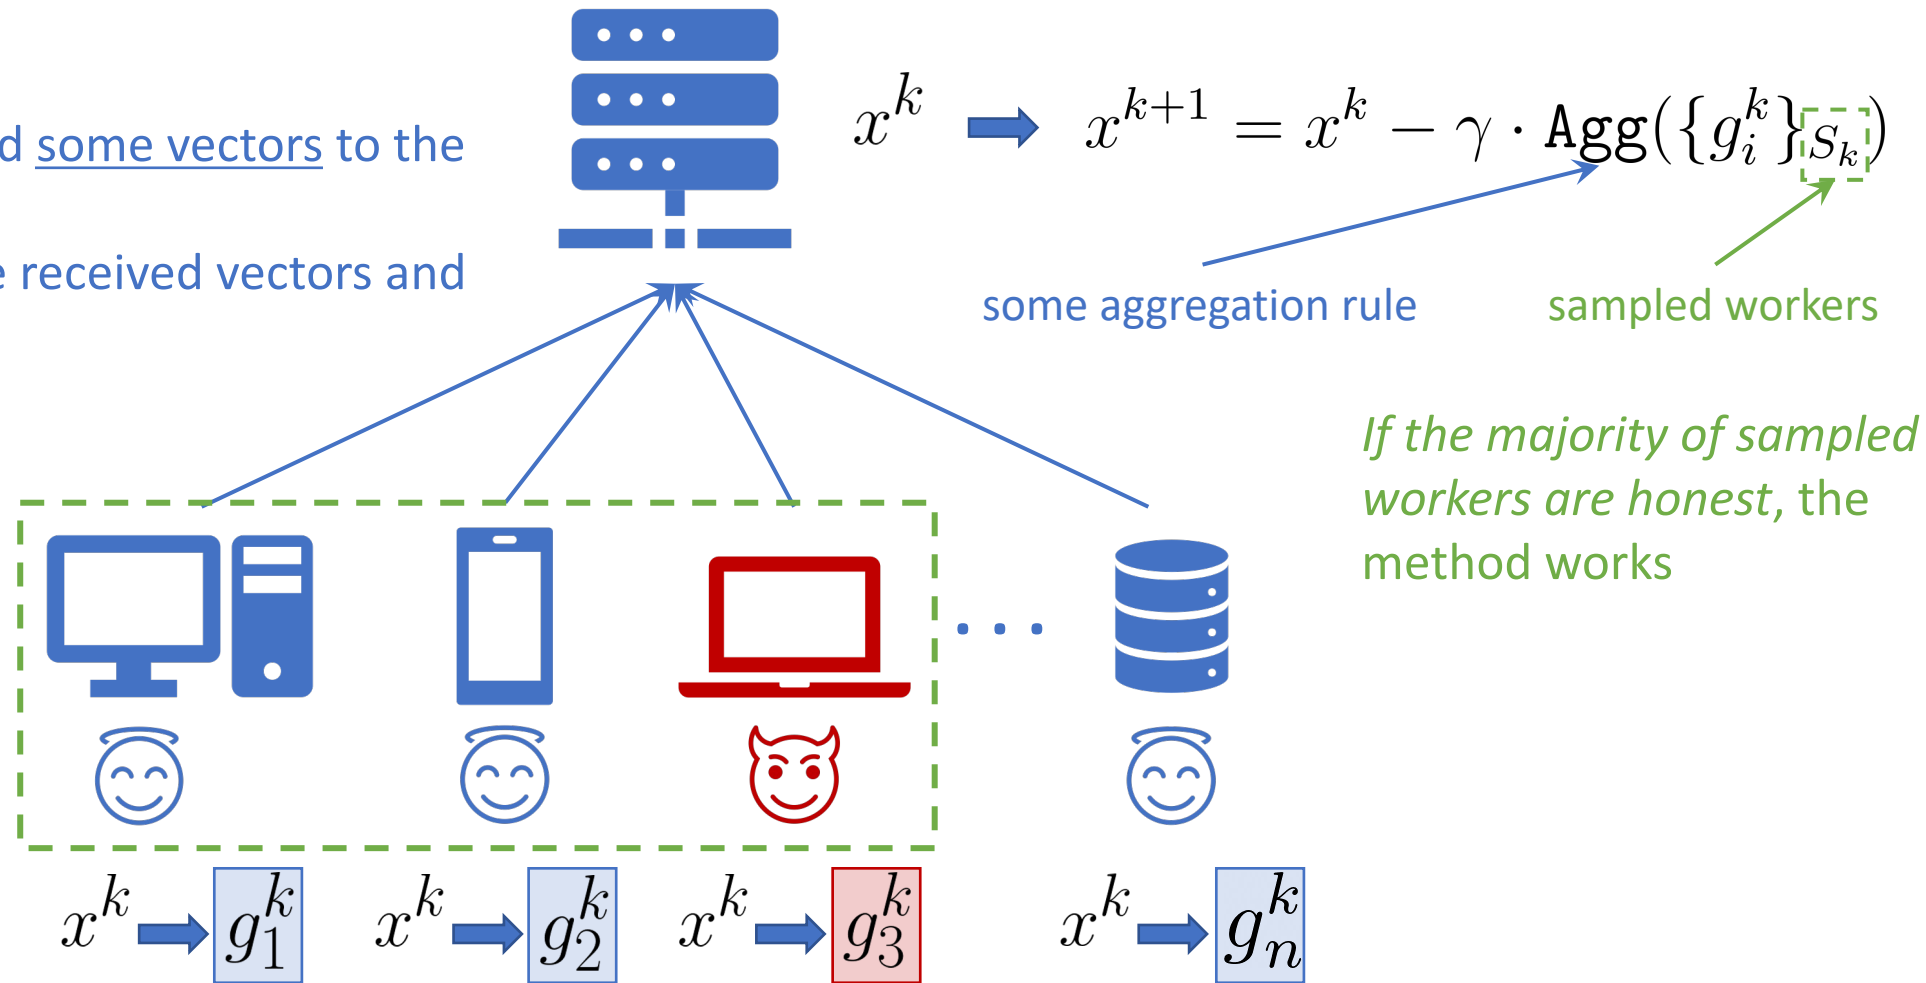 d some vectors to the
e received vectors and
x^k
x^{k+1} = x^k − γ · Agg({g_i^k}_{S_k})
some aggregation rule
sampled workers
If the majority of sampled
workers are honest, the
method works
...
x^k g_1^k x^k g_2^k x^k g_3^k x^k g_n^k